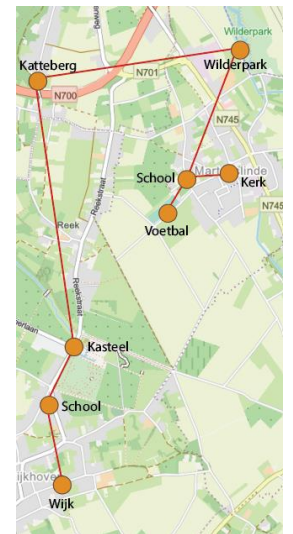 Wilderpark
Katteberg
N701
Wilderpark
N700
N745
School
Kerk
Voetbal
N745
Reekstraat
Reek
Reekstraat
Kasteel
School
Wijk